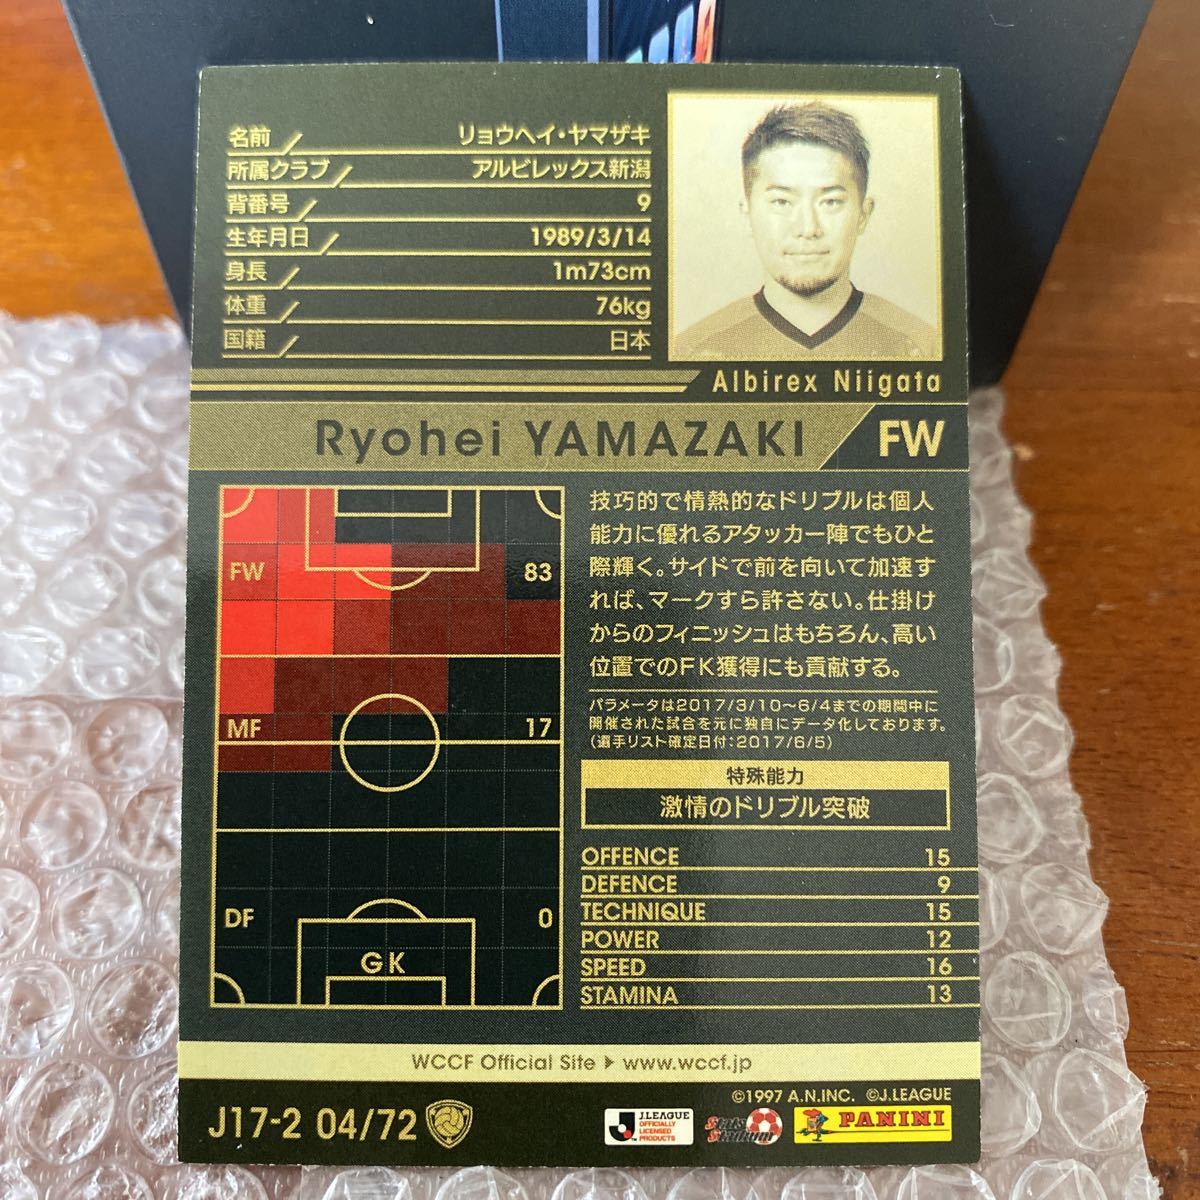 名前 リョウヘイ・ヤマザキ
所属クラブ アルビレックス新潟
背番号 9
生年月日 1989/3/14
身長 1m73cm
体重 76kg
国籍 日本
Albirex Niigata
Ryohei YAMAZAKI FW
FW 83
MF 17
DF 0
GK
技巧的で情熱的なドリブルは個人
能力に優れるアタッカー陣でもひと
際輝く。サイドで前を向いて加速す
れば、マークすら許さない。仕掛け
からのフィニッシュはもちろん、高い
位置でのFK獲得にも貢献する。
パラメータは2017/3/10〜6/4までの期間中に
開催された試合を元に独自にデータ化しております。
(選手リスト確定日付:2017/6/5)
特殊能力
激情のドリブル突破
OFFENCE 15
DEFENCE 9
TECHNIQUE 15
POWER 12
SPEED 16
STAMINA 13
WCCF Official Site ▶ www.wccf.jp
©1997 A.N.INC. ©J.LEAGUE
J17-2 04/72
J.LEAGUE
OFFICIALLY
LICENSED
PRODUCTS
Stats
Stadium
PANINI